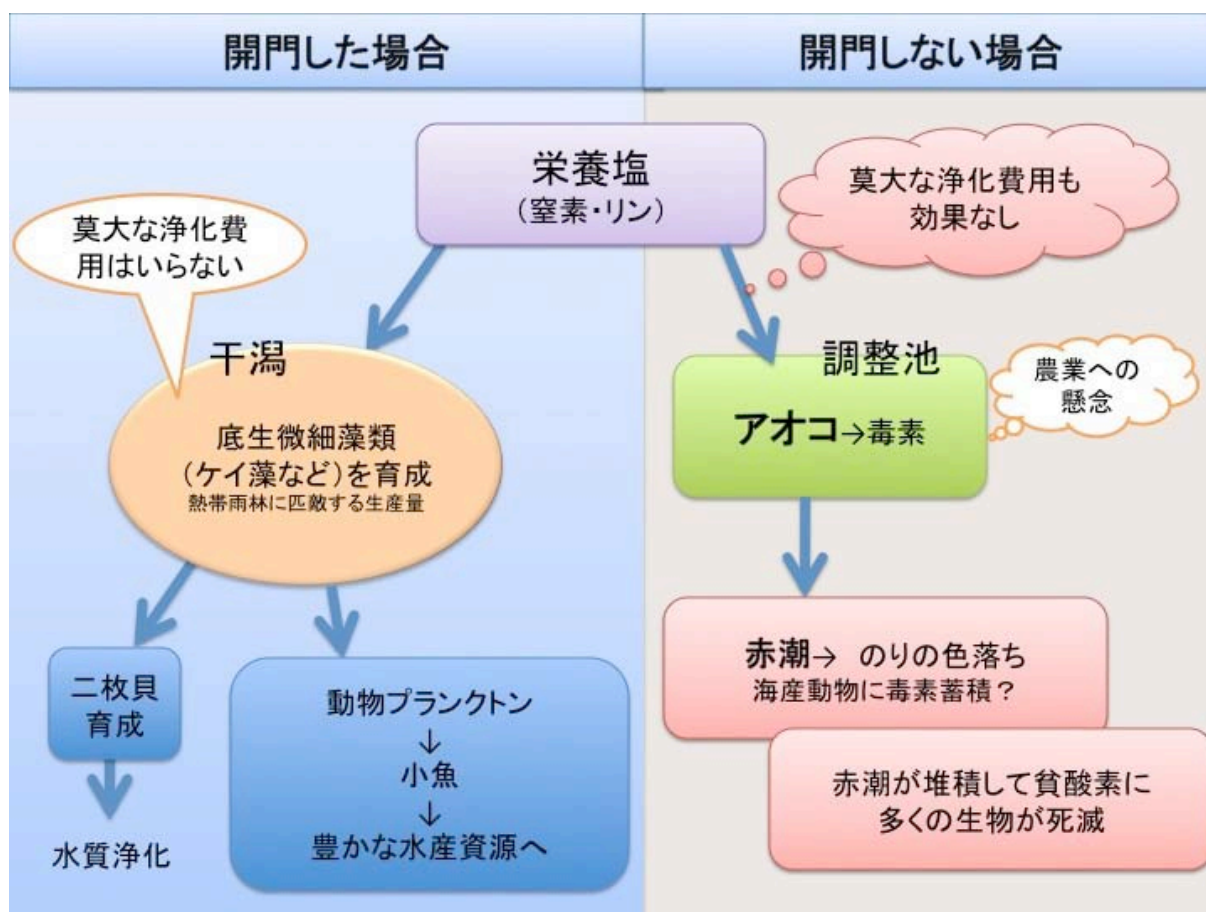 開門した場合
開門しない場合
栄養塩
(窒素・リン)
莫大な浄化費用も
効果なし
莫大な浄化費
用はいらない
干潟
底生微細藻類
(ケイ藻など)を育成
熱帯雨林に匹敵する生産量
調整池
アオコ→毒素
農業への
懸念
二枚貝
育成
水質浄化
動物プランクトン
↓
小魚
↓
豊かな水産資源へ
赤潮→ のりの色落ち
海産動物に毒素蓄積?
赤潮が堆積して貧酸素に
多くの生物が死滅